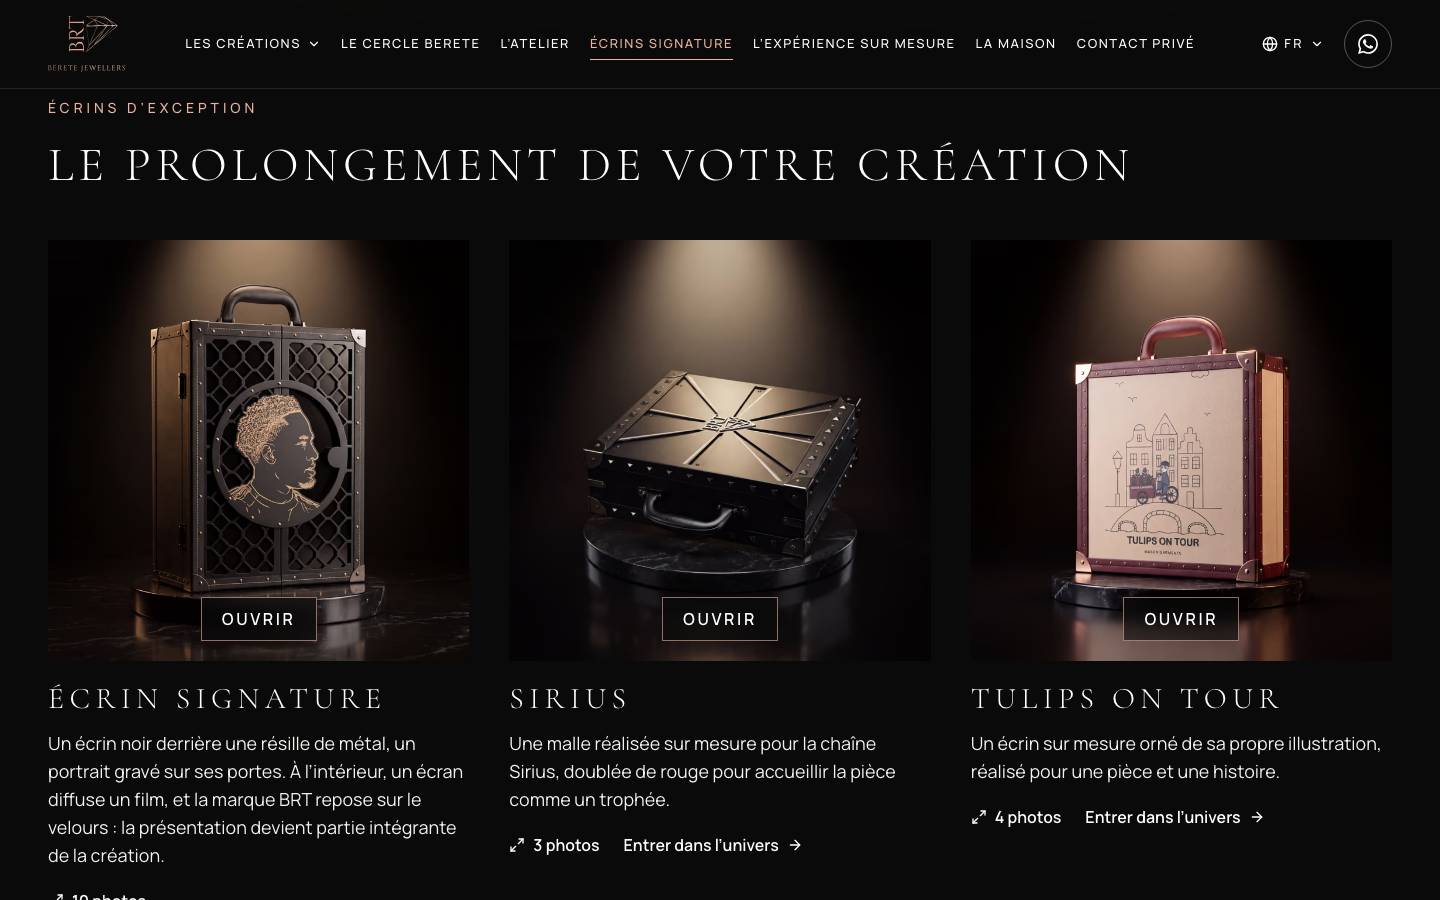 BRT
BERETE JEWELLERS
LES CRÉATIONS
LE CERCLE BERETE
L'ATELIER
ÉCRINS SIGNATURE
L'EXPÉRIENCE SUR MESURE
LA MAISON
CONTACT PRIVÉ
FR
ÉCRINS D'EXCEPTION
LE PROLONGEMENT DE VOTRE CRÉATION
OUVRIR
ÉCRIN SIGNATURE
Un écrin noir derrière une résille de métal, un
portrait gravé sur ses portes. À l'intérieur, un écran
diffuse un film, et la marque BRT repose sur le
velours : la présentation devient partie intégrante
de la création.
10 photos
OUVRIR
SIRIUS
Une malle réalisée sur mesure pour la chaîne
Sirius, doublée de rouge pour accueillir la pièce
comme un trophée.
3 photos
Entrer dans l'univers
TULIPS ON TOUR
OUVRIR
TULIPS ON TOUR
Un écrin sur mesure orné de sa propre illustration,
réalisé pour une pièce et une histoire.
4 photos
Entrer dans l'univers